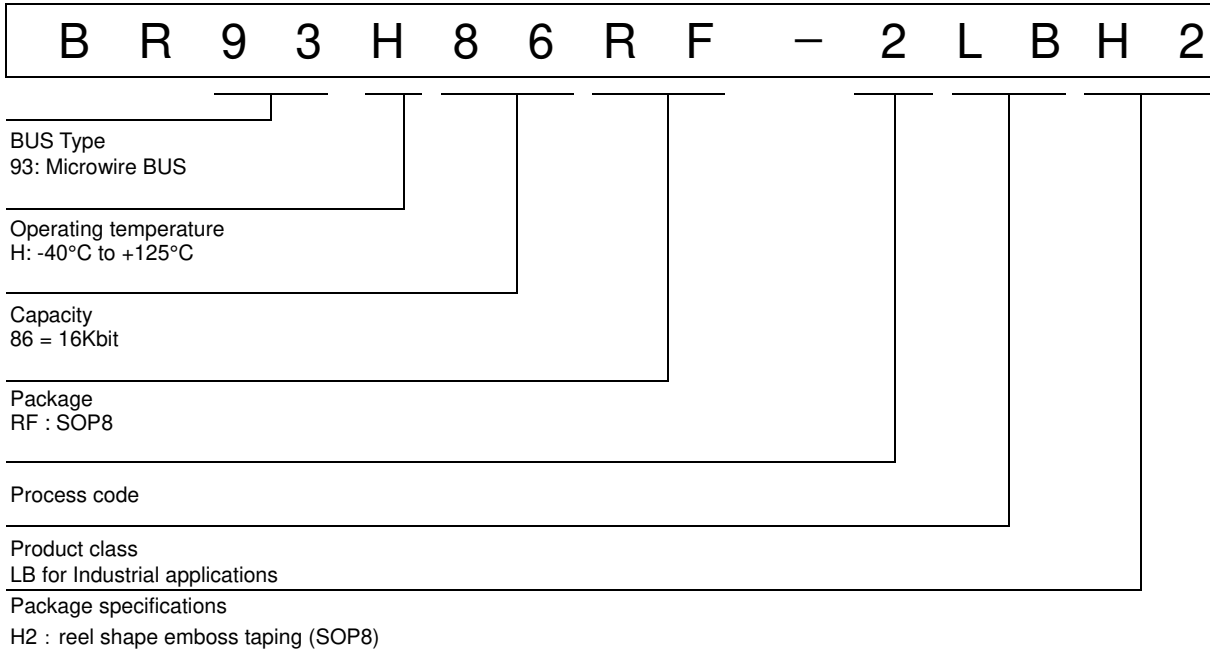 B R 9 3 H 8 6 R F － 2 L B H 2
BUS Type
93: Microwire BUS
Operating temperature
H: -40°C to +125°C
Capacity
86 = 16Kbit
Package
RF : SOP8
Process code
Product class
LB for Industrial applications
Package specifications
H2 : reel shape emboss taping (SOP8)